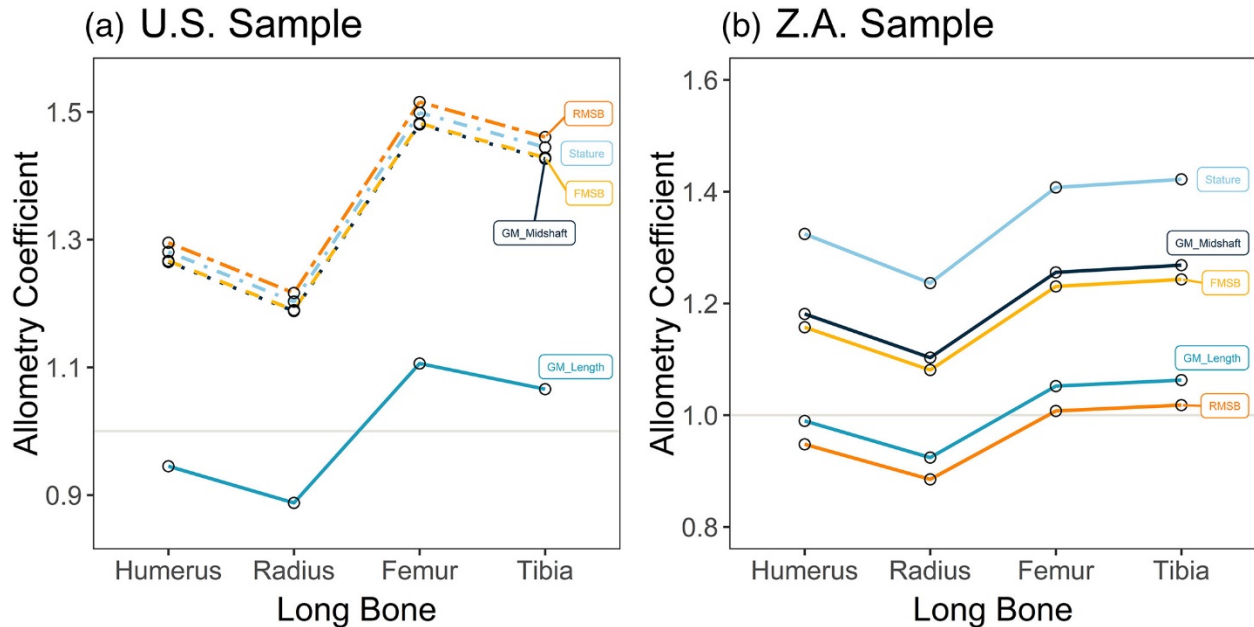 (a) U.S. Sample
Allometry Coefficient
1.5
1.3
1.1
0.9
RMSB
Stature
FMSB
GM_Midshaft
GM_Length
Humerus Radius Femur Tibia
Long Bone
(b) Z.A. Sample
Allometry Coefficient
1.6
1.4
1.2
1.0
0.8
Stature
GM_Midshaft
FMSB
GM_Length
RMSB
Humerus Radius Femur Tibia
Long Bone